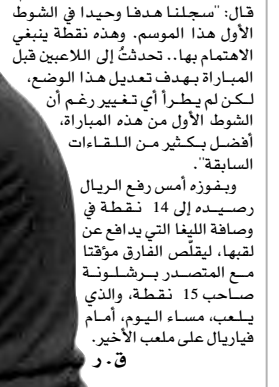 قال: "سجلنا هدفا وحيدا في الشوط
الأول هذا الموسم. وهذه نقطة ينبغي
الاهتمام بها.. تحدثتُ إلى اللاعبين قبل
المباراة بهدف تعديل هذا الوضع،
لكن لم يطرأ أي تغيير رغم أن
الشوط الأول من هذه المباراة،
أفضل بكثير من اللقاءات
السابقة".
وبفوزه أمس رفع الريال
رصيده إلى 14 نقطة في
وصافة الليغا التي يدافع عن
لقبها، ليقلّص الفارق مؤقتا
مع المتصدر برشلونة
صاحب 15 نقطة، والذي
يلعب، مساء اليوم، أمام
فياريال على ملعب الأخير.
ق. ر